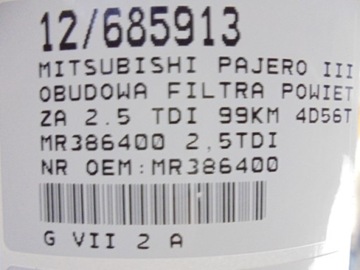 12/685913
MITSUBISHI PAJERO III
OBUDOWA FILTRA POWIET
ZA 2.5 TDI 99KM 4D56T
MR386400 2,5TDI
NR OEM:MR386400
G VII 2 A